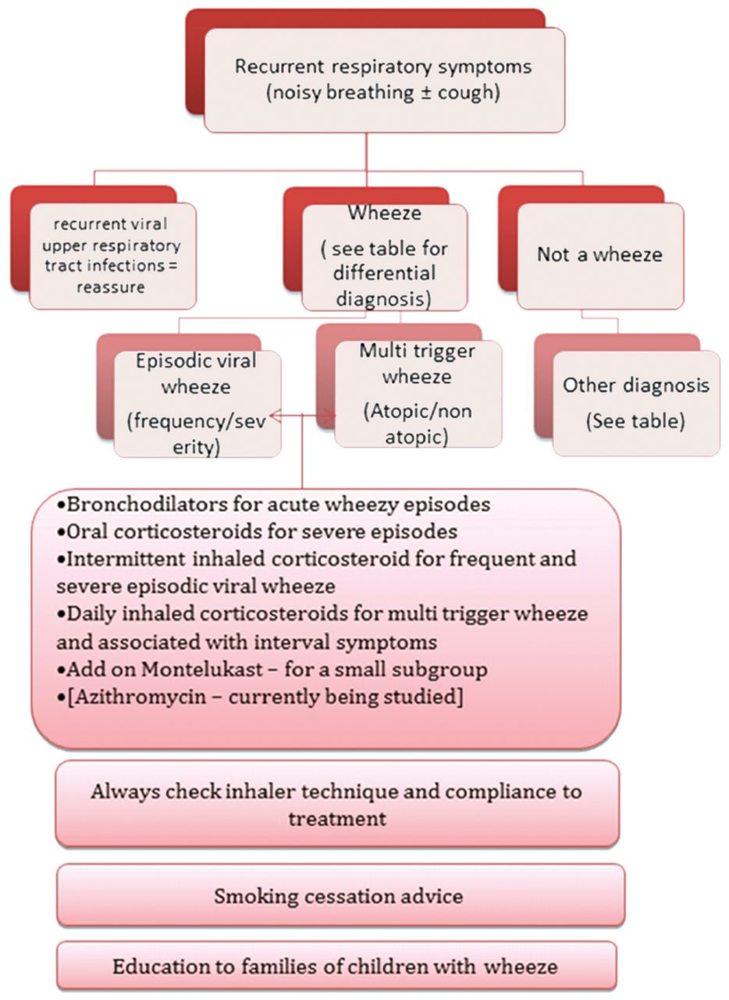 Recurrent respiratory symptoms
(noisy breathing ± cough)
recurrent viral
upper respiratory
tract infections =
reassure
Wheeze
( see table for
differential
diagnosis)
Not a wheeze
Episodic viral
wheeze
(frequency/sev
erity)
Multi trigger
wheeze
(Atopic/non
atopic)
Other diagnosis
(See table)
•Bronchodilators for acute wheezy episodes
•Oral corticosteroids for severe episodes
•Intermittent inhaled corticosteroid for frequent and
severe episodic viral wheeze
•Daily inhaled corticosteroids for multi trigger wheeze
and associated with interval symptoms
•Add on Montelukast – for a small subgroup
•[Azithromycin – currently being studied]
Always check inhaler technique and compliance to
treatment
Smoking cessation advice
Education to families of children with wheeze